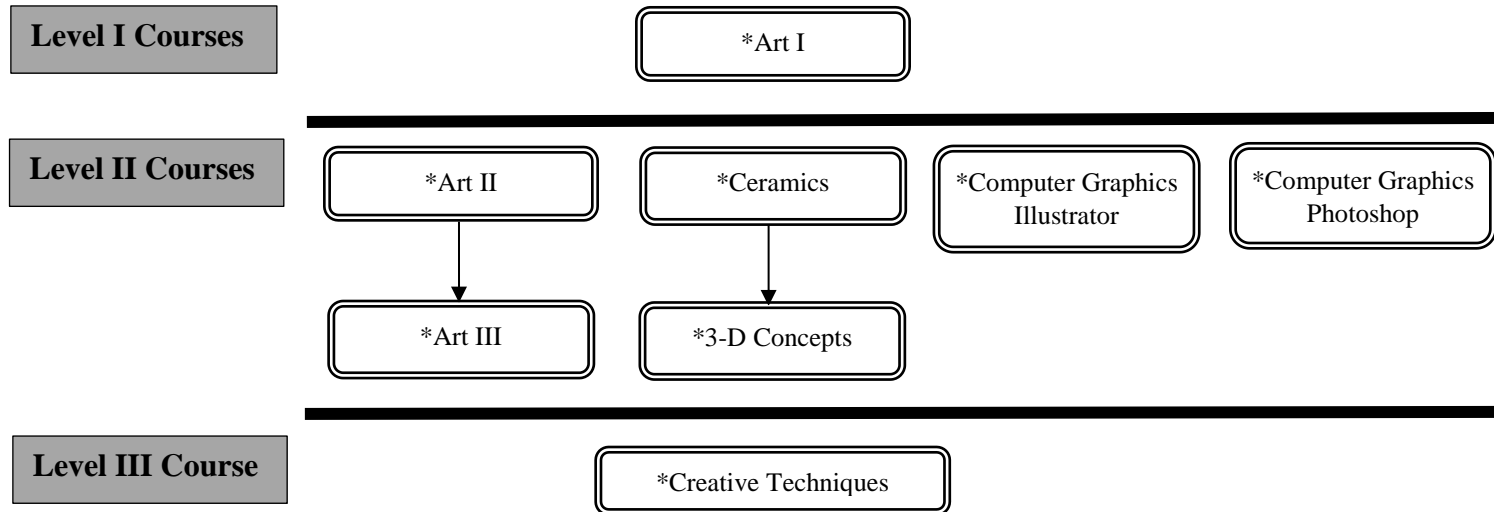 Level I Courses
*Art I
Level II Courses
*Art II
*Ceramics
*Computer Graphics
Illustrator
*Computer Graphics
Photoshop
*Art III
*3-D Concepts
Level III Course
*Creative Techniques